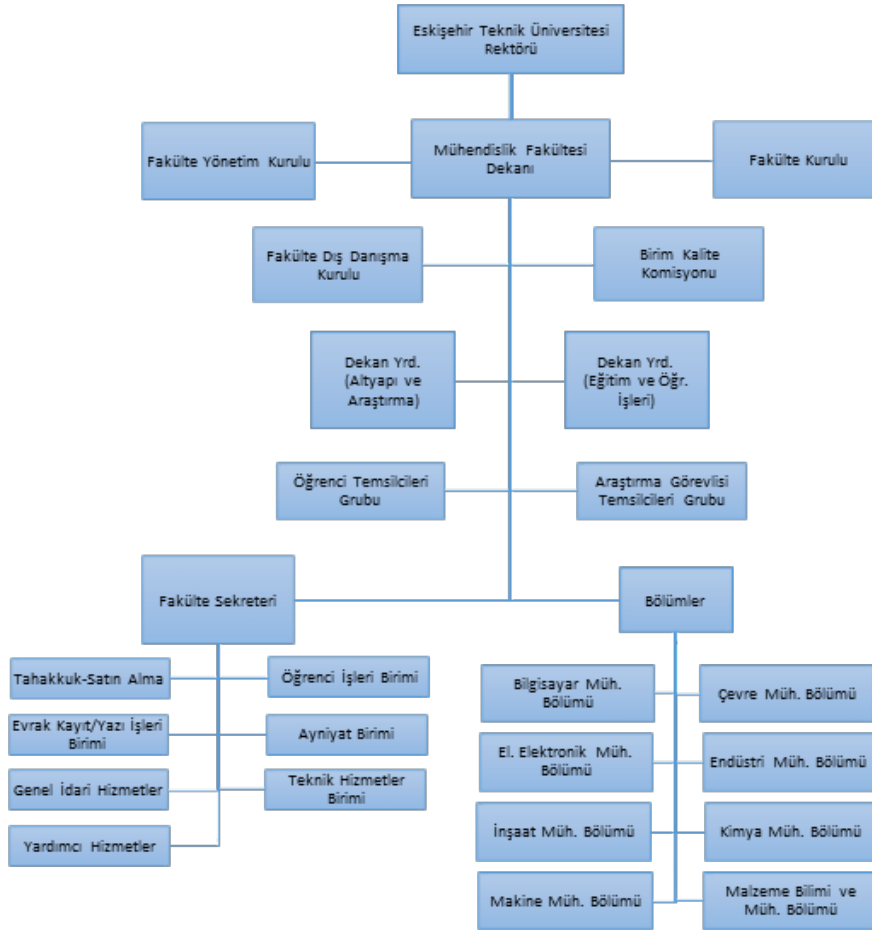 Eskişehir Teknik Üniversitesi
Rektörü
Fakülte Yönetim Kurulu
Mühendislik Fakültesi
Dekanı
Fakülte Kurulu
Fakülte Dış Danışma
Kurulu
Birim Kalite
Komisyonu
Dekan Yrd.
(Altyapı ve
Araştırma)
Dekan Yrd.
(Eğitim ve Öğr.
İşleri)
Öğrenci Temsilcileri
Grubu
Araştırma Görevlisi
Temsilcileri Grubu
Fakülte Sekreteri
Bölümler
Tahakkuk-Satın Alma
Öğrenci İşleri Birimi
Evrak Kayıt/Yazı İşleri
Birimi
Ayniyat Birimi
Genel İdari Hizmetler
Teknik Hizmetler
Birimi
Yardımcı Hizmetler
Bilgisayar Müh.
Bölümü
Çevre Müh. Bölümü
El. Elektronik Müh.
Bölümü
Endüstri Müh. Bölümü
İnşaat Müh. Bölümü
Kimya Müh. Bölümü
Makine Müh. Bölümü
Malzeme Bilimi ve
Müh. Bölümü